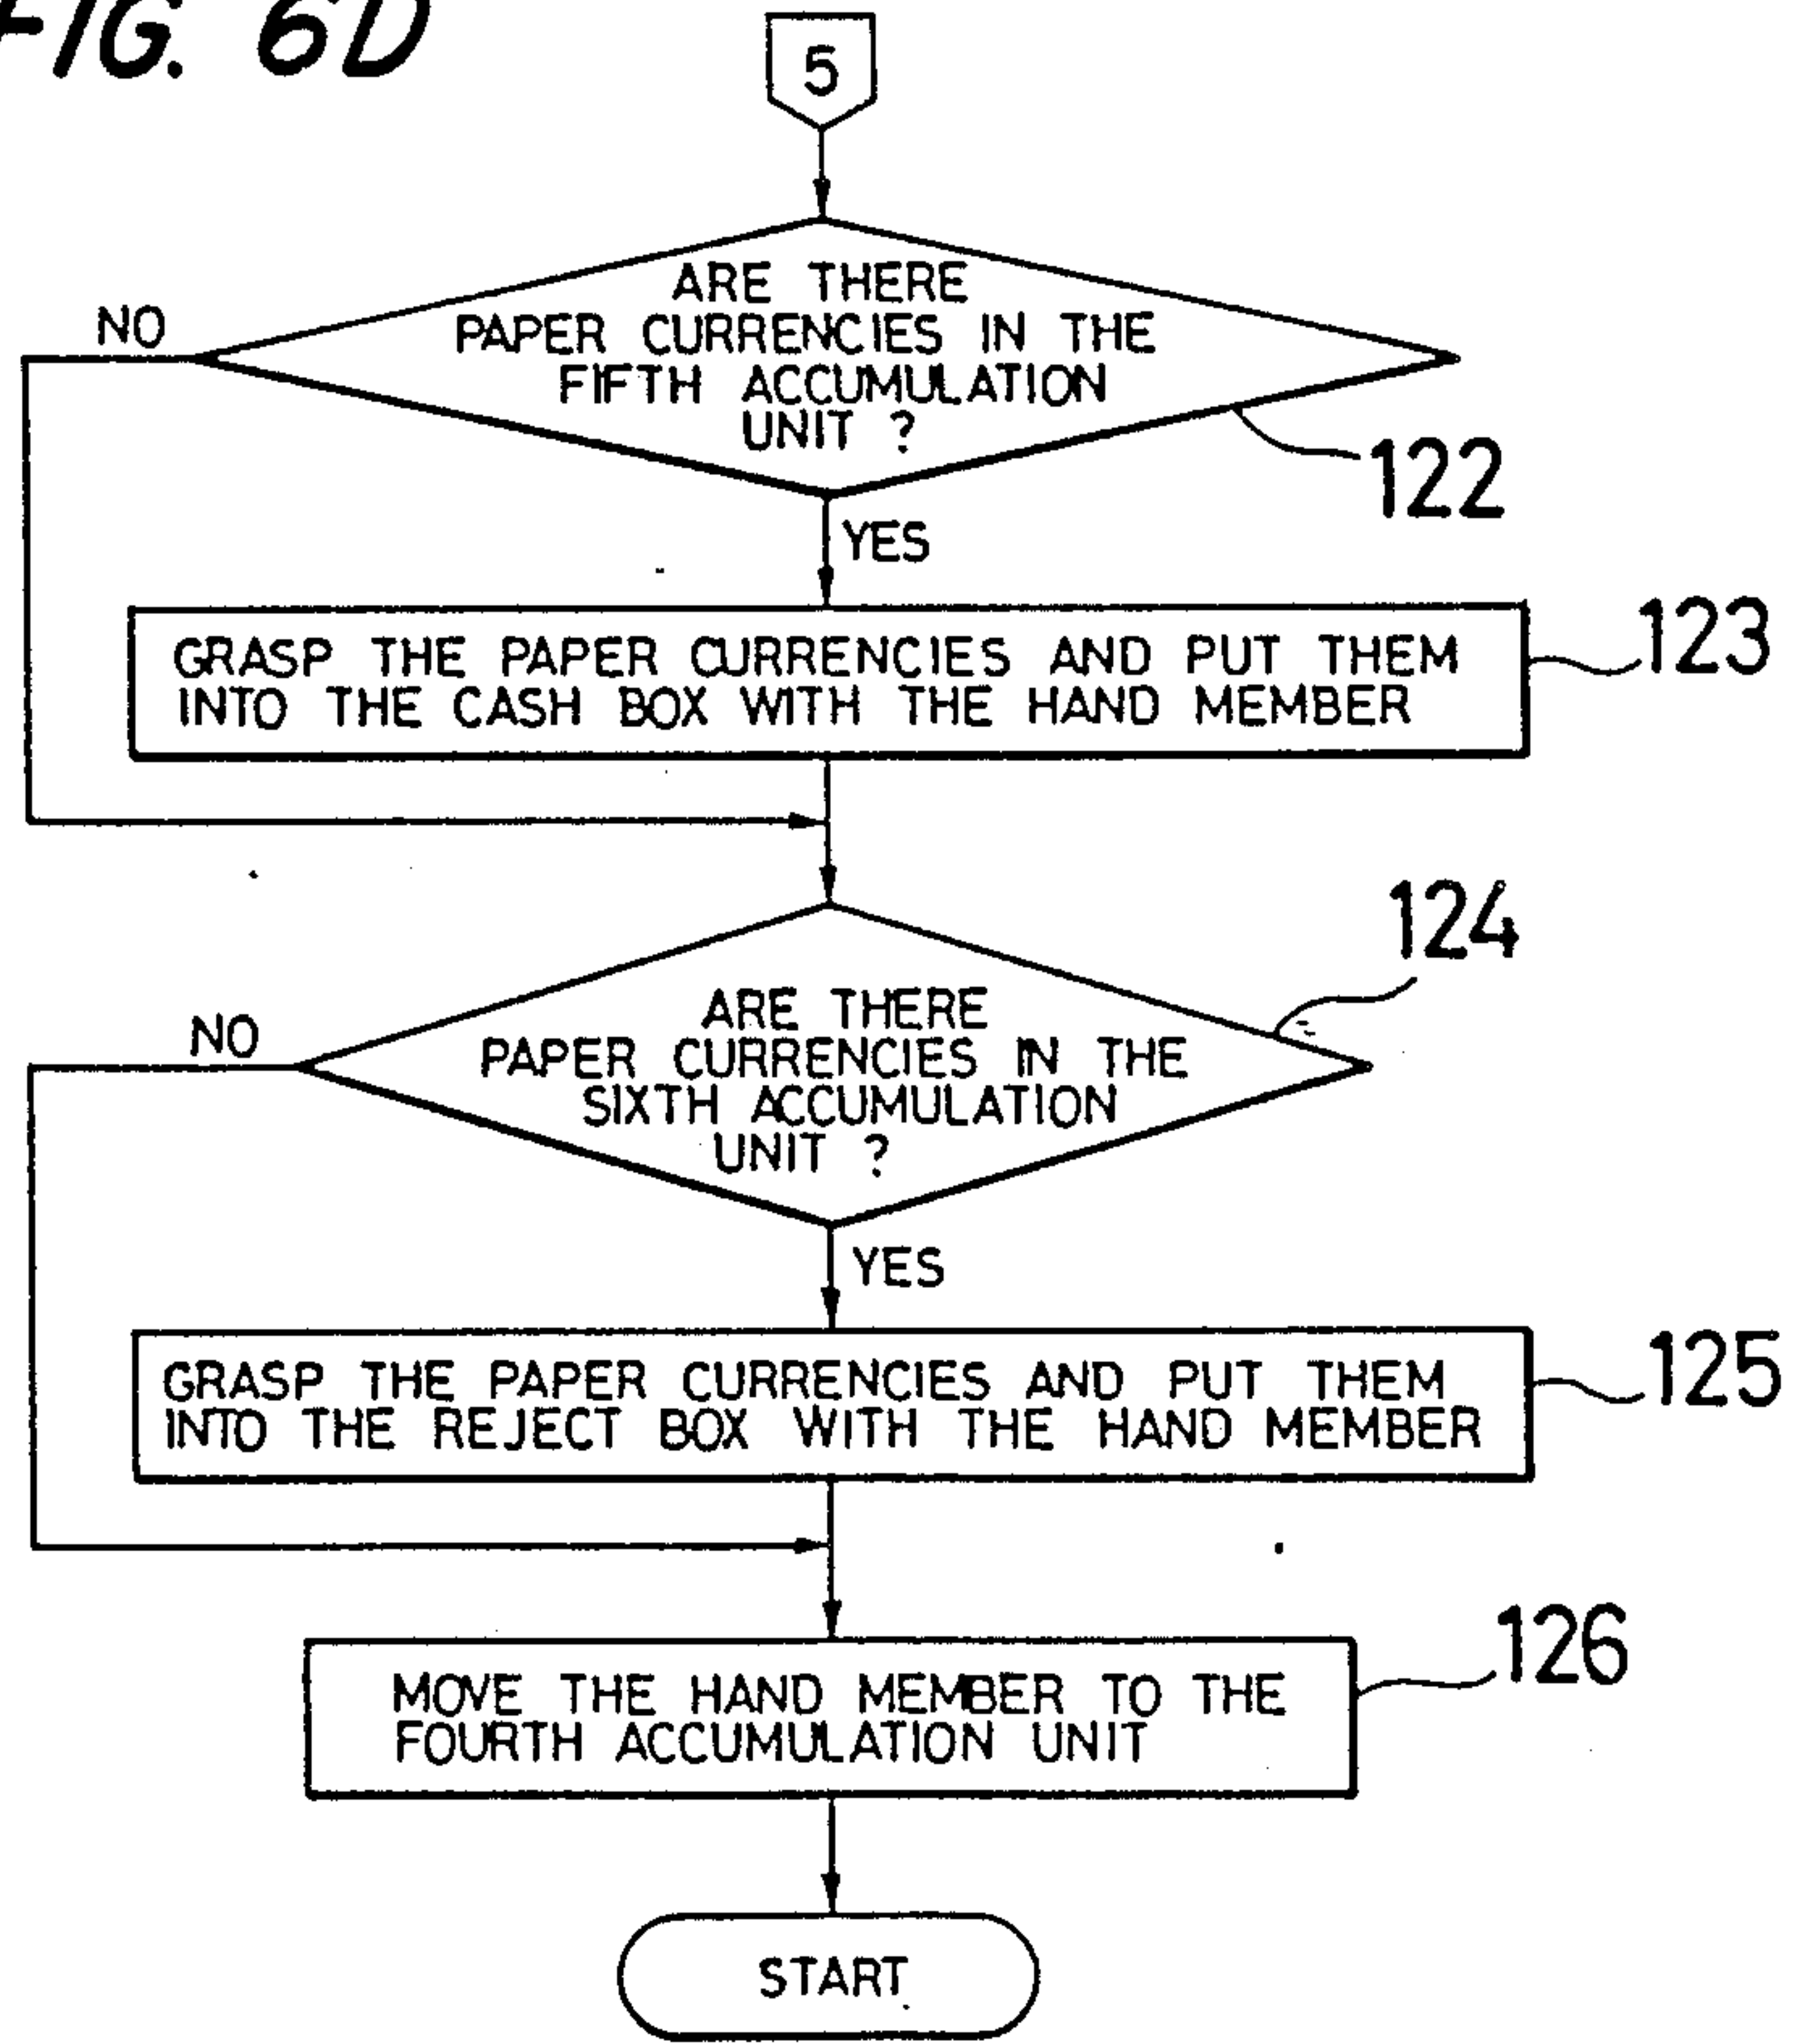 FIG. 6D
5
ARE THERE
PAPER CURRENCIES IN THE
FIFTH ACCUMULATION
UNIT ?
NO
122
YES
GRASP THE PAPER CURRENCIES AND PUT THEM
INTO THE CASH BOX WITH THE HAND MEMBER
123
124
ARE THERE
PAPER CURRENCIES IN THE
SIXTH ACCUMULATION
UNIT ?
NO
YES
GRASP THE PAPER CURRENCIES AND PUT THEM
INTO THE REJECT BOX WITH THE HAND MEMBER
125
126
MOVE THE HAND MEMBER TO THE
FOURTH ACCUMULATION UNIT
START